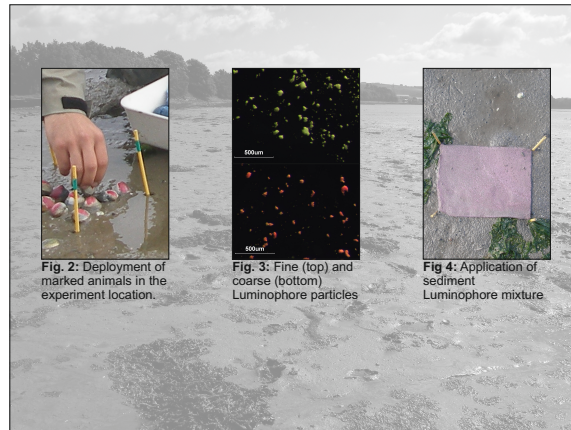 500um
500um
Fig. 2: Deployment of
marked animals in the
experiment location.
Fig. 3: Fine (top) and
coarse (bottom)
Luminophore particles
Fig 4: Application of
sediment
Luminophore mixture